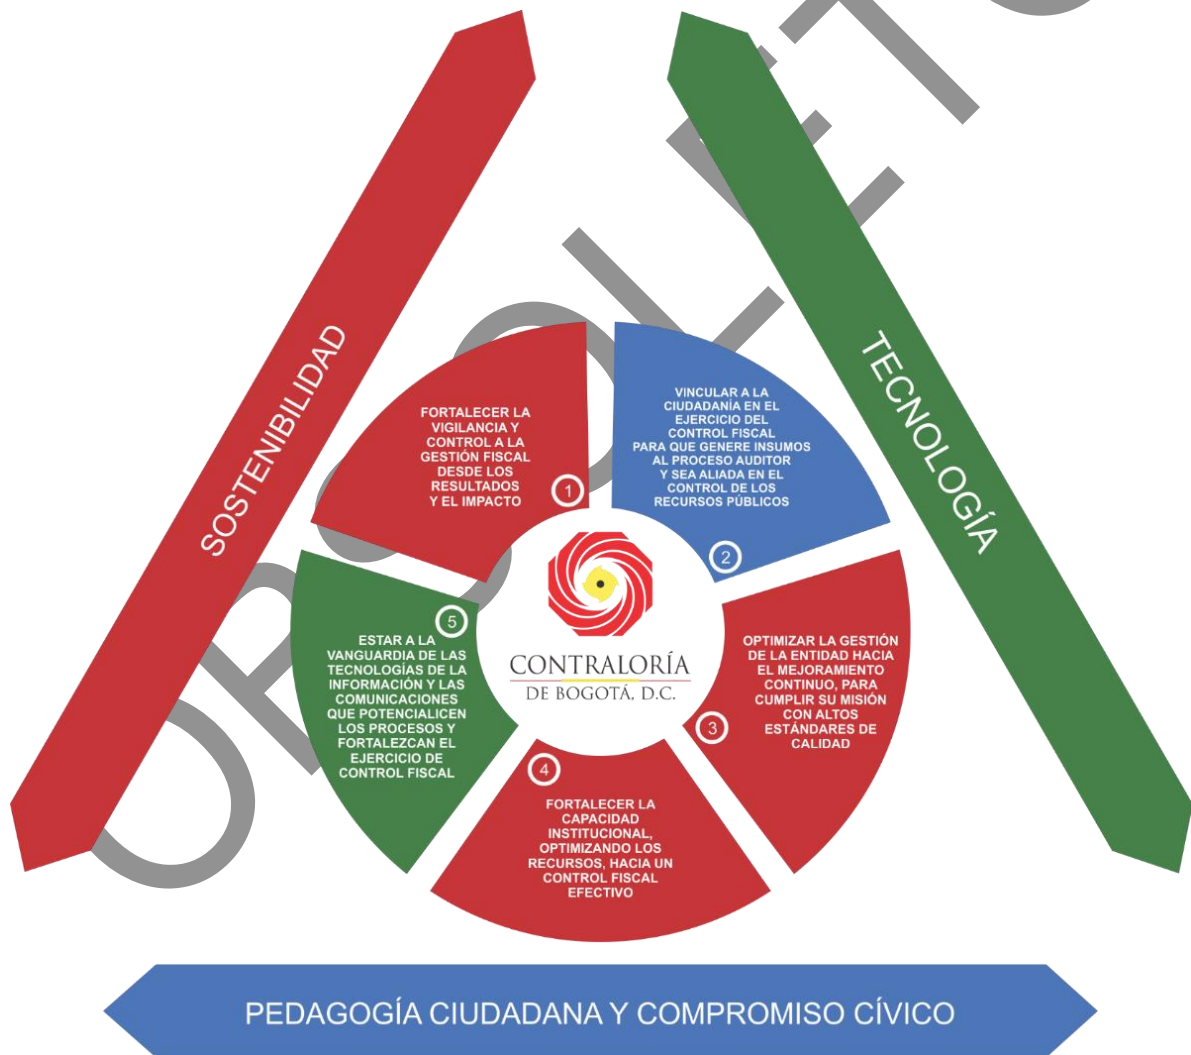 SOSTENIBILIDAD
TECNOLOGÍA
FORTALECER LA
VIGILANCIA Y
CONTROL A LA
GESTIÓN FISCAL
DESDE LOS
RESULTADOS
Y EL IMPACTO
1
VINCULAR A LA
CIUDADANÍA EN EL
EJERCICIO DEL
CONTROL FISCAL
PARA QUE GENERE INSUMOS
AL PROCESO AUDITOR
Y SEA ALIADA EN EL
CONTROL DE LOS
RECURSOS PÚBLICOS
2
OPTIMIZAR LA GESTIÓN
DE LA ENTIDAD HACIA
EL MEJORAMIENTO
CONTINUO, PARA
CUMPLIR SU MISIÓN
CON ALTOS
ESTÁNDARES DE
CALIDAD
3
4
FORTALECER LA
CAPACIDAD
INSTITUCIONAL,
OPTIMIZANDO LOS
RECURSOS, HACIA UN
CONTROL FISCAL
EFECTIVO
5
ESTAR A LA
VANGUARDIA DE LAS
TECNOLOGÍAS DE LA
INFORMACIÓN Y LAS
COMUNICACIONES
QUE POTENCIALICEN
LOS PROCESOS Y
FORTALEZCAN EL
EJERCICIO DE
CONTROL FISCAL
CONTRALORÍA
DE BOGOTÁ, D.C.
PEDAGOGÍA CIUDADANA Y COMPROMISO CÍVICO
OBSOLETO